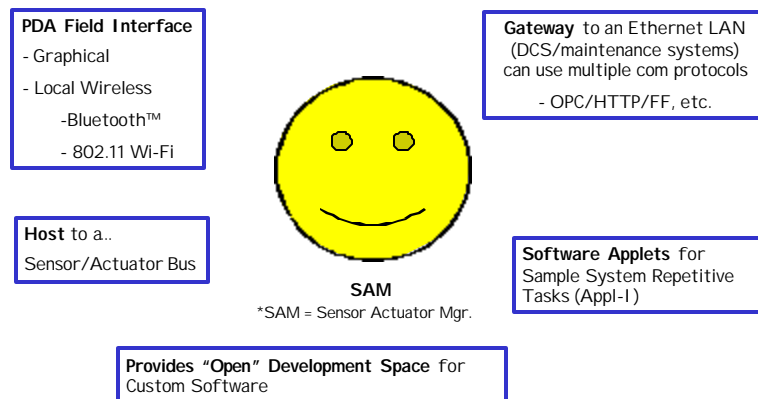 PDA Field Interface
- Graphical
- Local Wireless
-Bluetooth™
- 802.11 Wi-Fi
Gateway to an Ethernet LAN
(DCS/maintenance systems)
can use multiple com protocols
- OPC/HTTP/FF, etc.
Host to a..
Sensor/Actuator Bus
SAM
*SAM = Sensor Actuator Mgr.
Software Applets for
Sample System Repetitive
Tasks (Appl-I)
Provides “Open” Development Space for
Custom Software